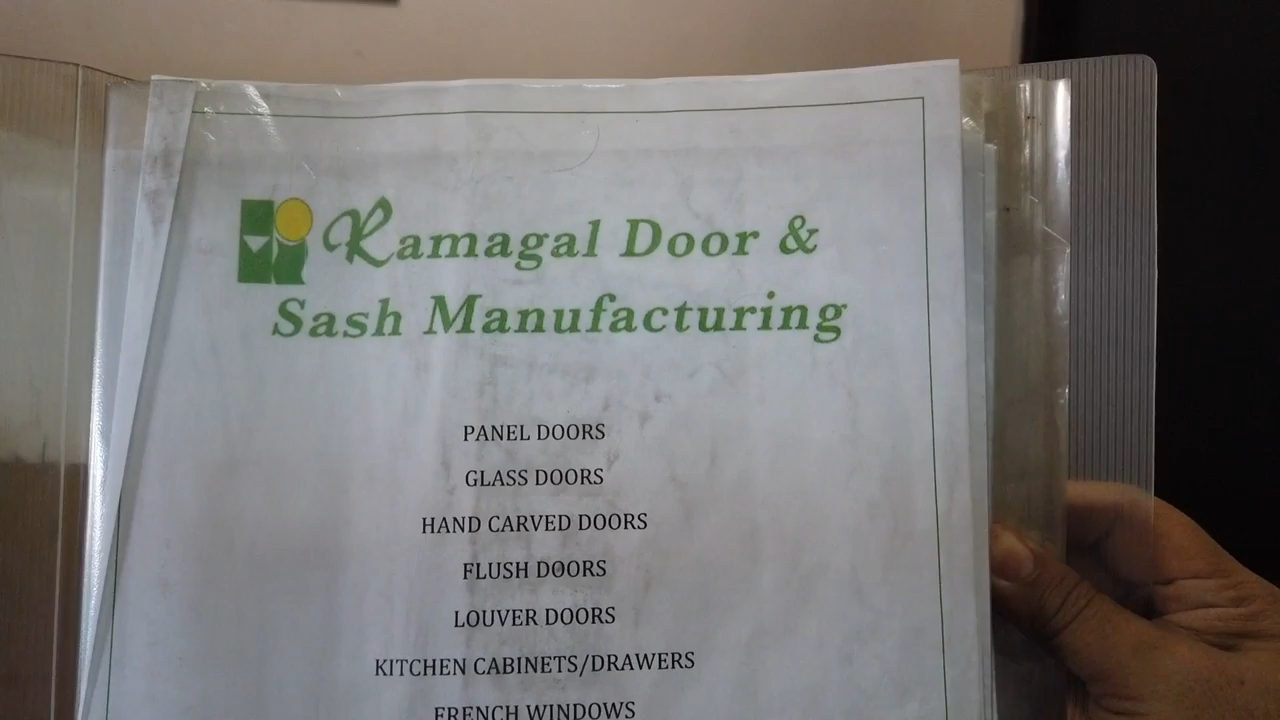 Ramagal Door &
Sash Manufacturing
PANEL DOORS
GLASS DOORS
HAND CARVED DOORS
FLUSH DOORS
LOUVER DOORS
KITCHEN CABINETS/DRAWERS
FRENCH WINDOWS